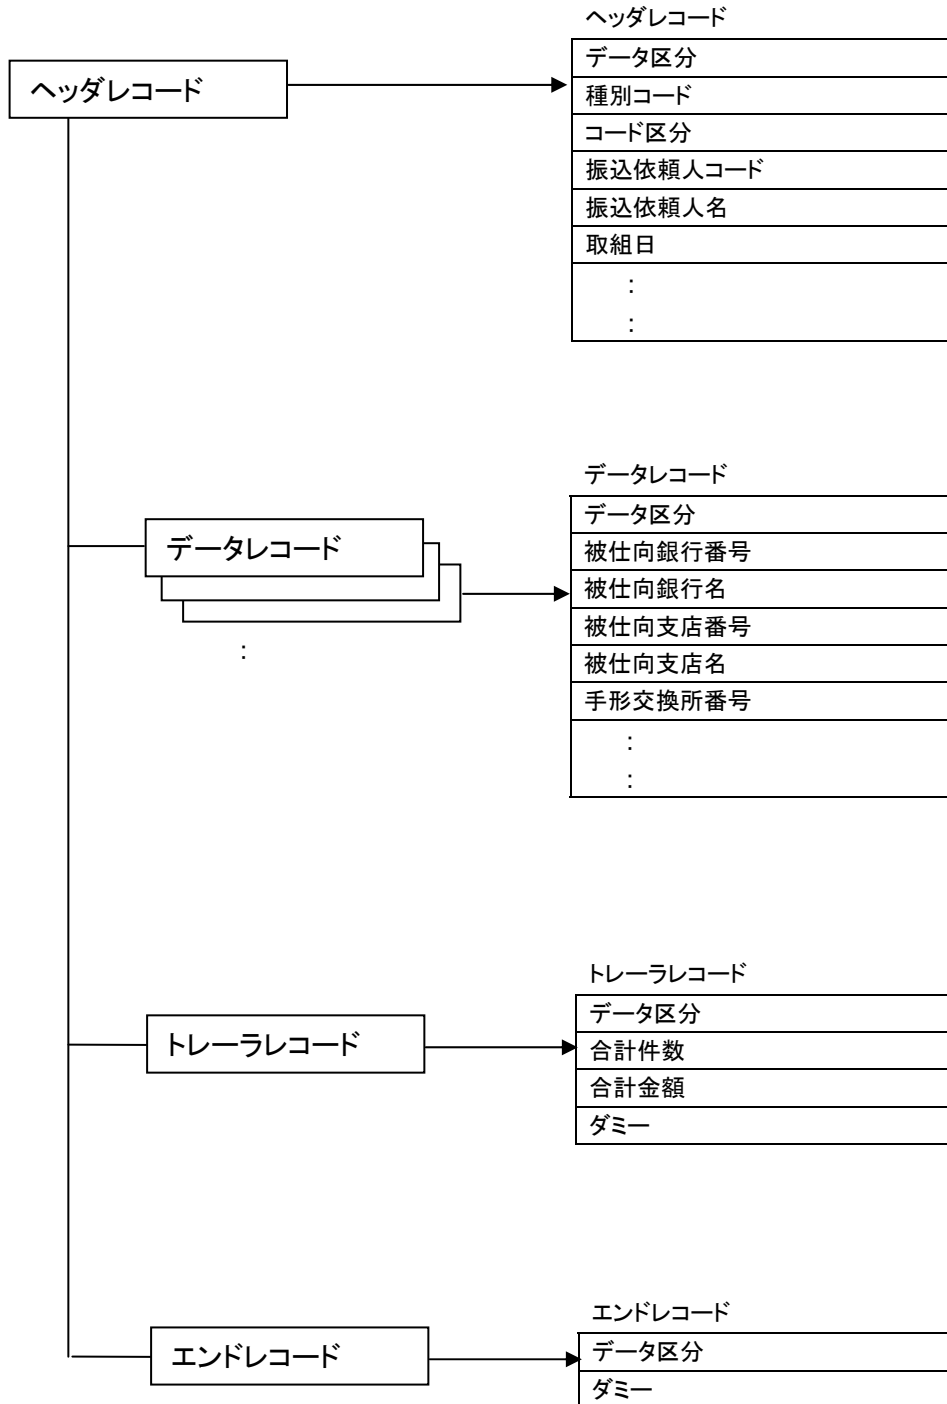 ヘッダレコード
ヘッダレコード
データ区分
種別コード
コード区分
振込依頼人コード
振込依頼人名
取組日
:
:
データレコード
:
データレコード
データ区分
被仕向銀行番号
被仕向銀行名
被仕向支店番号
被仕向支店名
手形交換所番号
:
:
トレーラレコード
トレーラレコード
データ区分
合計件数
合計金額
ダミー
エンドレコード
エンドレコード
データ区分
ダミー